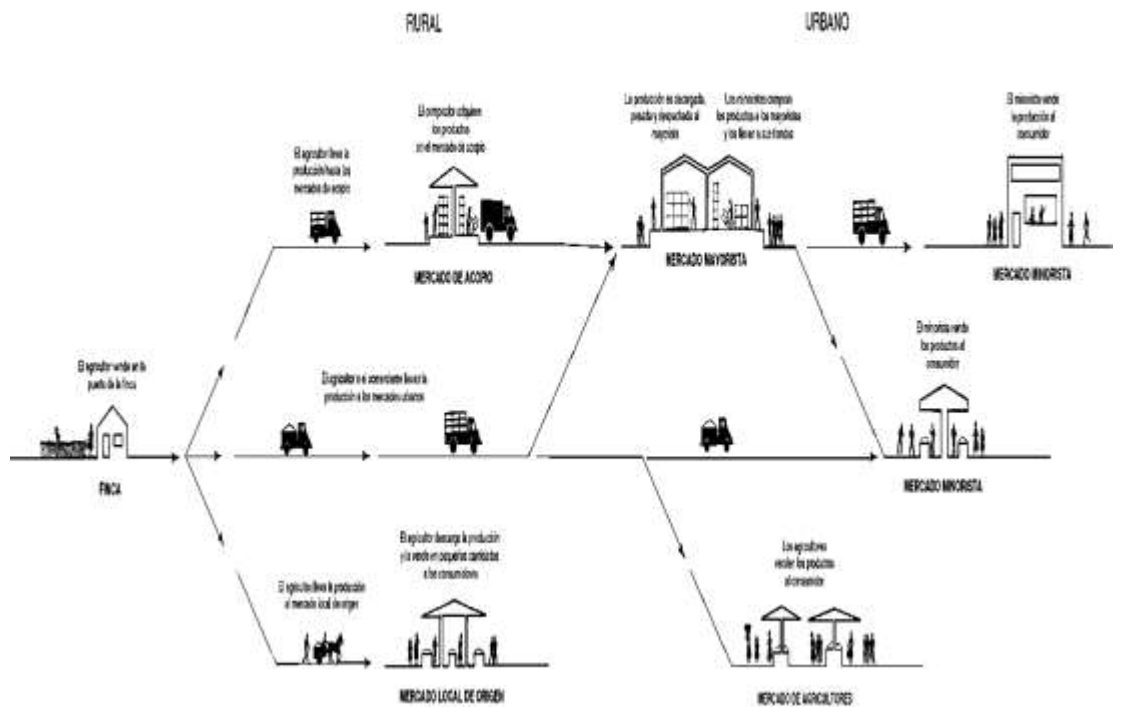 RURAL
URBANO
El comprador adquiere
los productos
en el mercado de acopio
El agricultor lleva la
producción hacia los
mercados de acopio
MERCADO DE ACOPIO
La producción es descargada,
pesada y despachada al
mayorista
Los minoristas compran
los productos a los mayoristas
y los llevan a sus tiendas
MERCADO MAYORISTA
El minorista vende
la producción al
consumidor
MERCADO MINORISTA
El agricultor vende en la
puerta de la finca
FINCA
El agricultor o el comerciante llevan la
producción a los mercados urbanos
El minorista vende
los productos al
consumidor
MERCADO MINORISTA
El agricultor lleva la producción
al mercado local de origen
El agricultor descarga la producción
y la vende en pequeñas cantidades
a los consumidores
MERCADO LOCAL DE ORIGEN
Los agricultores
venden los productos
al consumidor
MERCADO DE AGRICULTORES